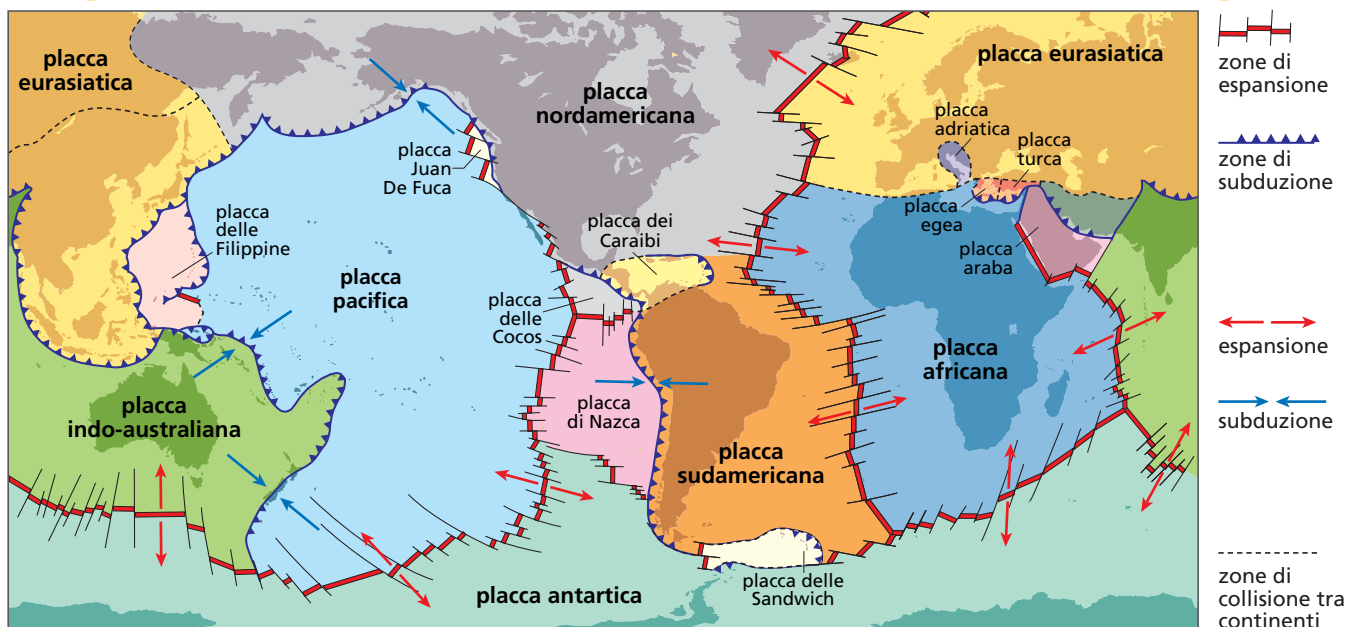 placca
eurasiatica
placca
nordamericana
placca eurasiatica
placca
adriatica
placca
turca
placca
Juan
De Fuca
placca
delle
Filippine
placca dei
Caraibi
placca
egea
placca
araba
placca
pacifica
placca
delle
Cocos
placca
africana
placca
indo-australiana
placca
di Nazca
placca
sudamericana
placca antartica
placca delle
Sandwich
zone di
espansione
zone di
subduzione
espansione
subduzione
zone di
collisione tra
continenti